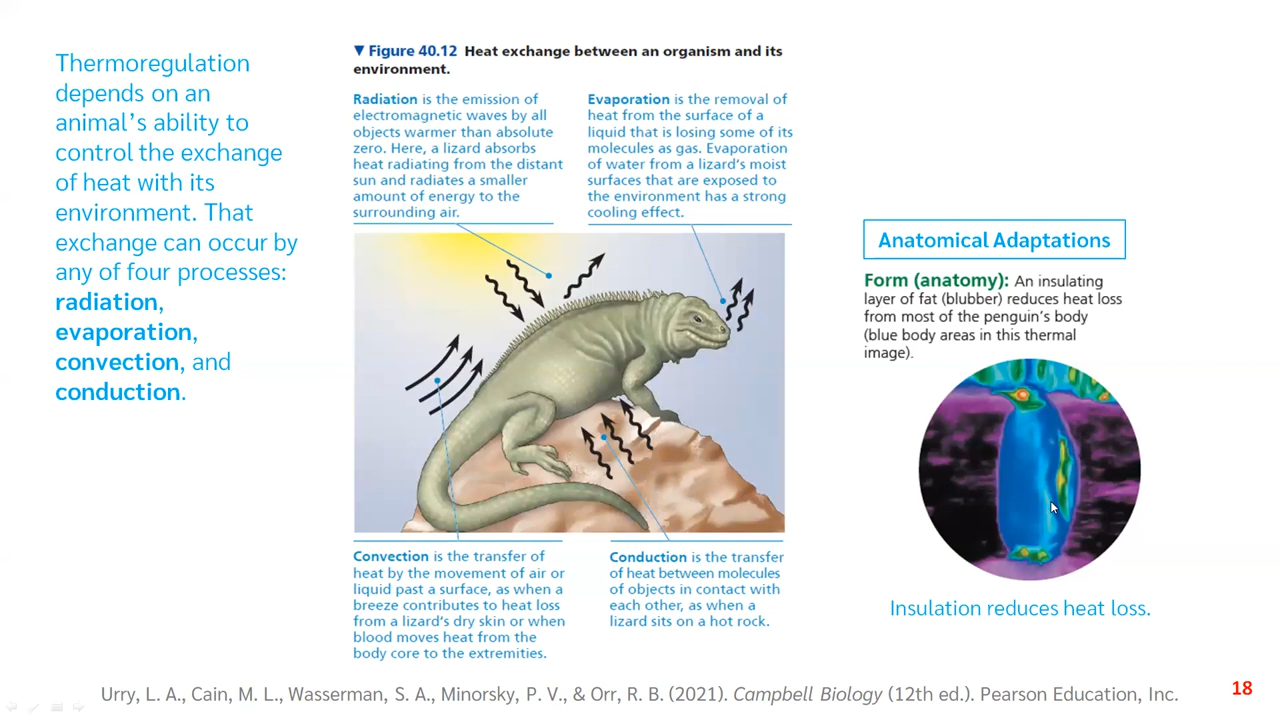 Thermoregulation
depends on an
animal’s ability to
control the exchange
of heat with its
environment. That
exchange can occur by
any of four processes:
radiation,
evaporation,
convection, and
conduction.
▼ Figure 40.12 Heat exchange between an organism and its
environment.
Radiation is the emission of
electromagnetic waves by all
objects warmer than absolute
zero. Here, a lizard absorbs
heat radiating from the distant
sun and radiates a smaller
amount of energy to the
surrounding air.
Evaporation is the removal of
heat from the surface of a
liquid that is losing some of its
molecules as gas. Evaporation
of water from a lizard’s moist
surfaces that are exposed to
the environment has a strong
cooling effect.
Convection is the transfer of
heat by the movement of air or
liquid past a surface, as when a
breeze contributes to heat loss
from a lizard’s dry skin or when
blood moves heat from the
body core to the extremities.
Conduction is the transfer
of heat between molecules
of objects in contact with
each other, as when a
lizard sits on a hot rock.
Anatomical Adaptations
Form (anatomy): An insulating
layer of fat (blubber) reduces heat loss
from most of the penguin’s body
(blue body areas in this thermal
image).
Insulation reduces heat loss.
Urry, L. A., Cain, M. L., Wasserman, S. A., Minorsky, P. V., & Orr, R. B. (2021). Campbell Biology (12th ed.). Pearson Education, Inc.
18